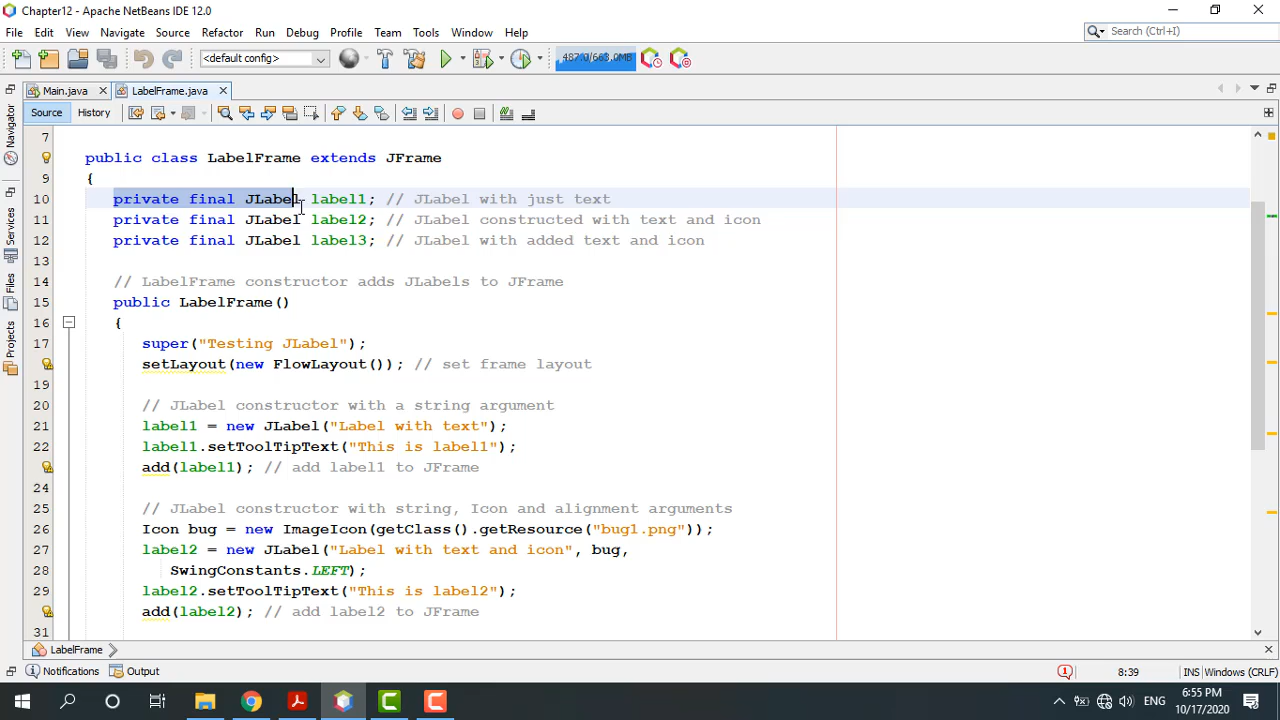 Chapter12 - Apache NetBeans IDE 12.0
File Edit View Navigate Source Refactor Run Debug Profile Team Tools Window Help
Search (Ctrl+I)
<default config>
487.0/663.0MB
Main.java
LabelFrame.java
Source History
Navigator
Services
Files
Projects
7
8 public class LabelFrame extends JFrame
9 {
10 private final JLabel label1; // JLabel with just text
11 private final JLabel label2; // JLabel constructed with text and icon
12 private final JLabel label3; // JLabel with added text and icon
13
14 // LabelFrame constructor adds JLabels to JFrame
15 public LabelFrame()
16 {
17 super("Testing JLabel");
18 setLayout(new FlowLayout()); // set frame layout
19
20 // JLabel constructor with a string argument
21 label1 = new JLabel("Label with text");
22 label1.setToolTipText("This is label1");
23 add(label1); // add label1 to JFrame
24
25 // JLabel constructor with string, Icon and alignment arguments
26 Icon bug = new ImageIcon(getClass().getResource("bug1.png"));
27 label2 = new JLabel("Label with text and icon", bug,
28 SwingConstants.LEFT);
29 label2.setToolTipText("This is label2");
30 add(label2); // add label2 to JFrame
31
LabelFrame
Notifications Output
8:39 INS Windows (CRLF)
ENG 6:55 PM
10/17/2020